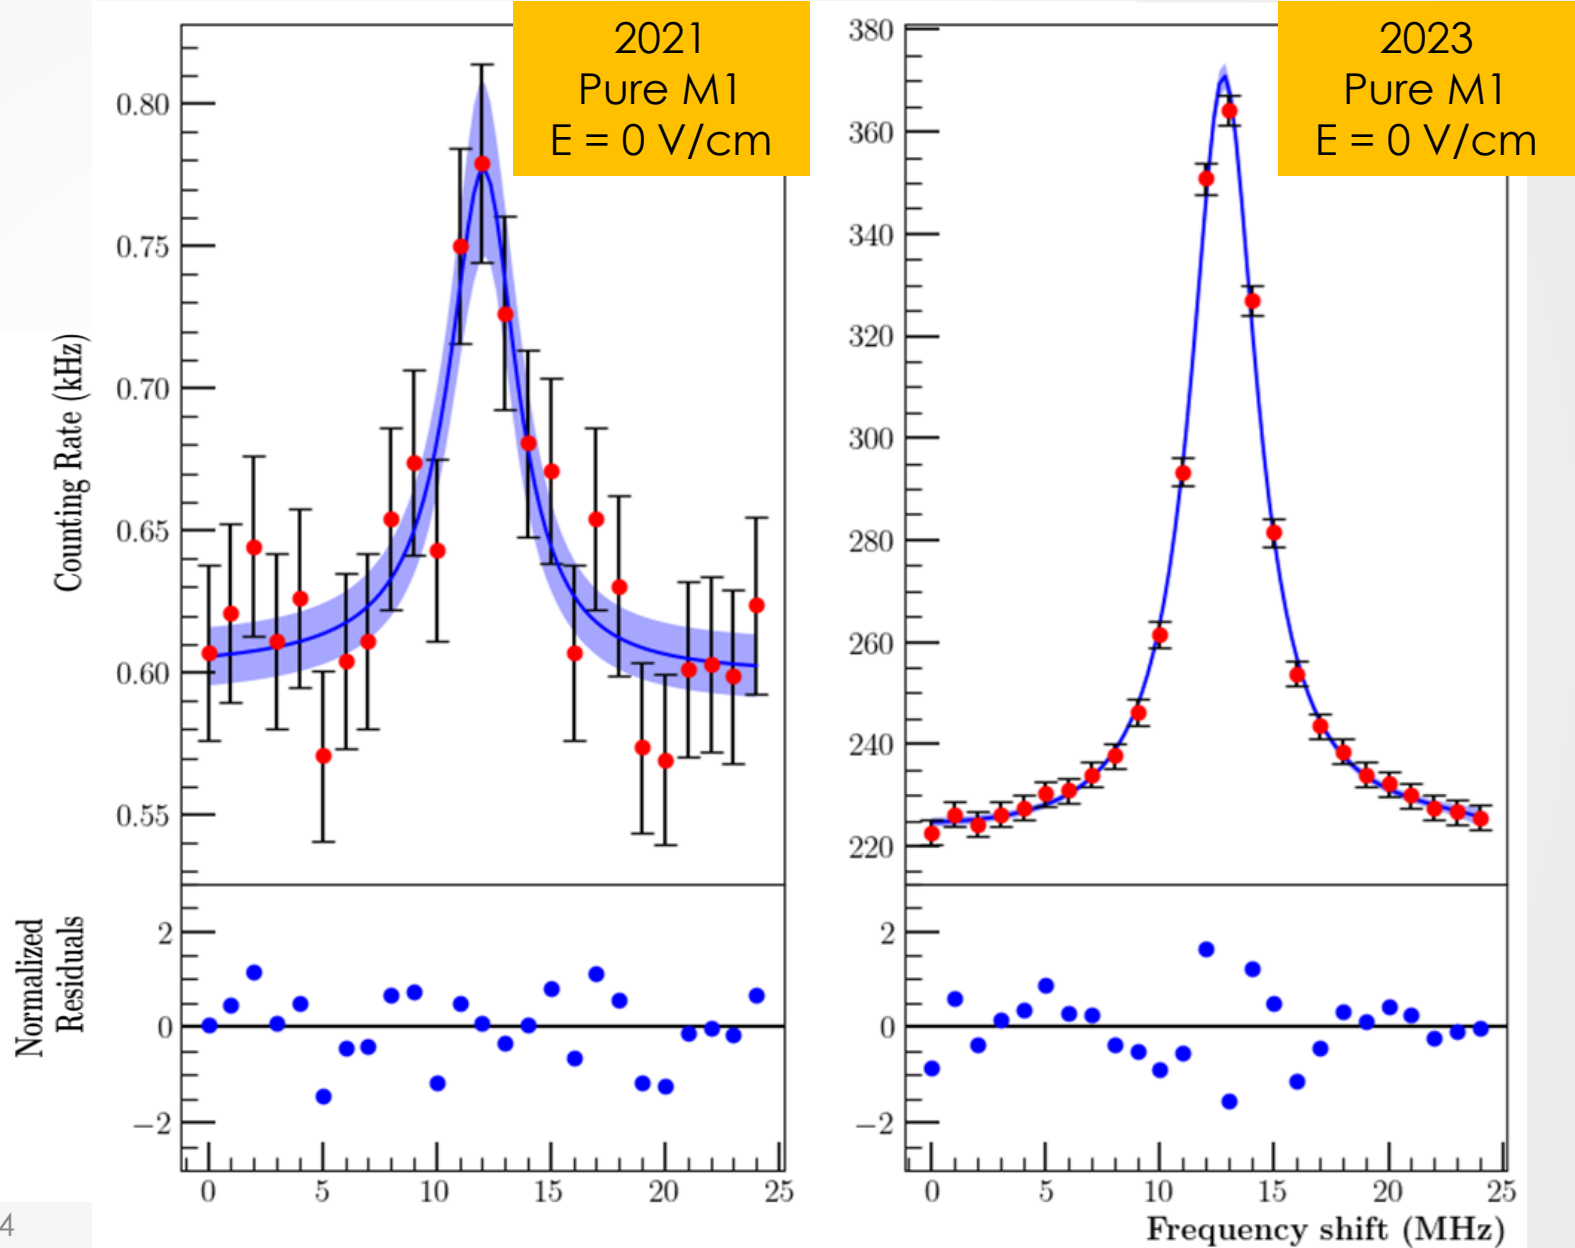 2021
Pure M1
E = 0 V/cm
2023
Pure M1
E = 0 V/cm
Counting Rate (kHz)
0.80
0.75
0.70
0.65
0.60
0.55
380
360
340
320
300
280
260
240
220
Normalized
Residuals
2
0
−2
2
0
−2
0 5 10 15 20
0 5 10 15 20 25
Frequency shift (MHz)
4